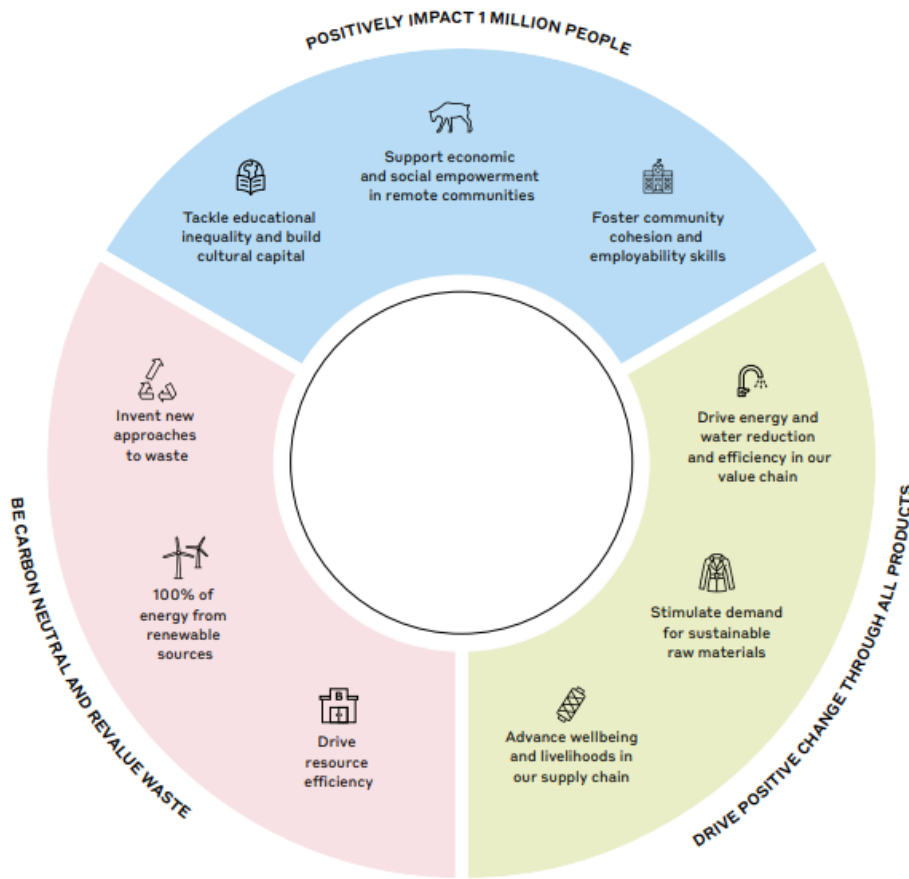 POSITIVELY IMPACT 1 MILLION PEOPLE
Support economic
and social empowerment
in remote communities
Tackle educational
inequality and build
cultural capital
Foster community
cohesion and
employability skills
Invent new
approaches
to waste
100% of
energy from
renewable
sources
Drive
resource
efficiency
BE CARBON NEUTRAL AND REVALUE WASTE
Drive energy and
water reduction
and efficiency in our
value chain
Stimulate demand
for sustainable
raw materials
Advance wellbeing
and livelihoods in
our supply chain
DRIVE POSITIVE CHANGE THROUGH ALL PRODUCTS
B